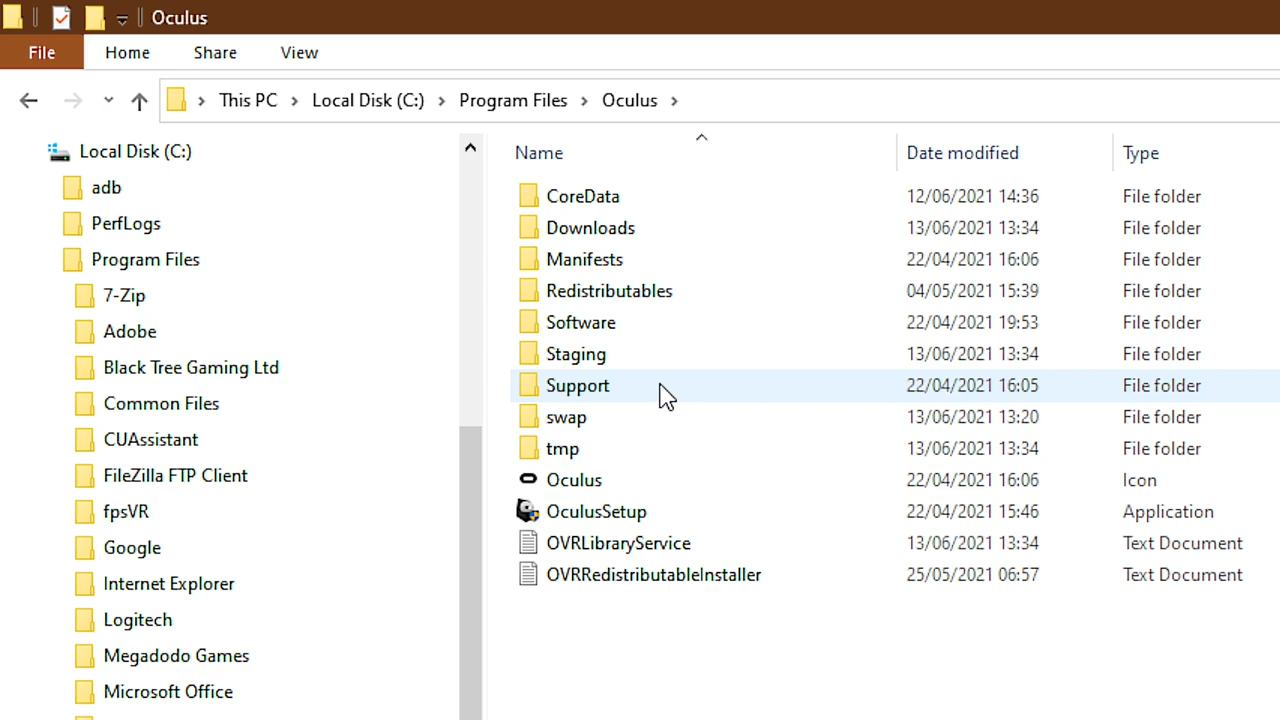 Oculus
File Home Share View
This PC Local Disk (C:) Program Files Oculus
Local Disk (C:)
adb
PerfLogs
Program Files
7-Zip
Adobe
Black Tree Gaming Ltd
Common Files
CUAssistant
FileZilla FTP Client
fpsVR
Google
Internet Explorer
Logitech
Megadodo Games
Microsoft Office
Name Date modified Type
CoreData 12/06/2021 14:36 File folder
Downloads 13/06/2021 13:34 File folder
Manifests 22/04/2021 16:06 File folder
Redistributables 04/05/2021 15:39 File folder
Software 22/04/2021 19:53 File folder
Staging 13/06/2021 13:34 File folder
Support 22/04/2021 16:05 File folder
swap 13/06/2021 13:20 File folder
tmp 13/06/2021 13:34 File folder
Oculus 22/04/2021 16:06 Icon
OculusSetup 22/04/2021 15:46 Application
OVRLibraryService 13/06/2021 13:34 Text Document
OVRRedistributableInstaller 25/05/2021 06:57 Text Document